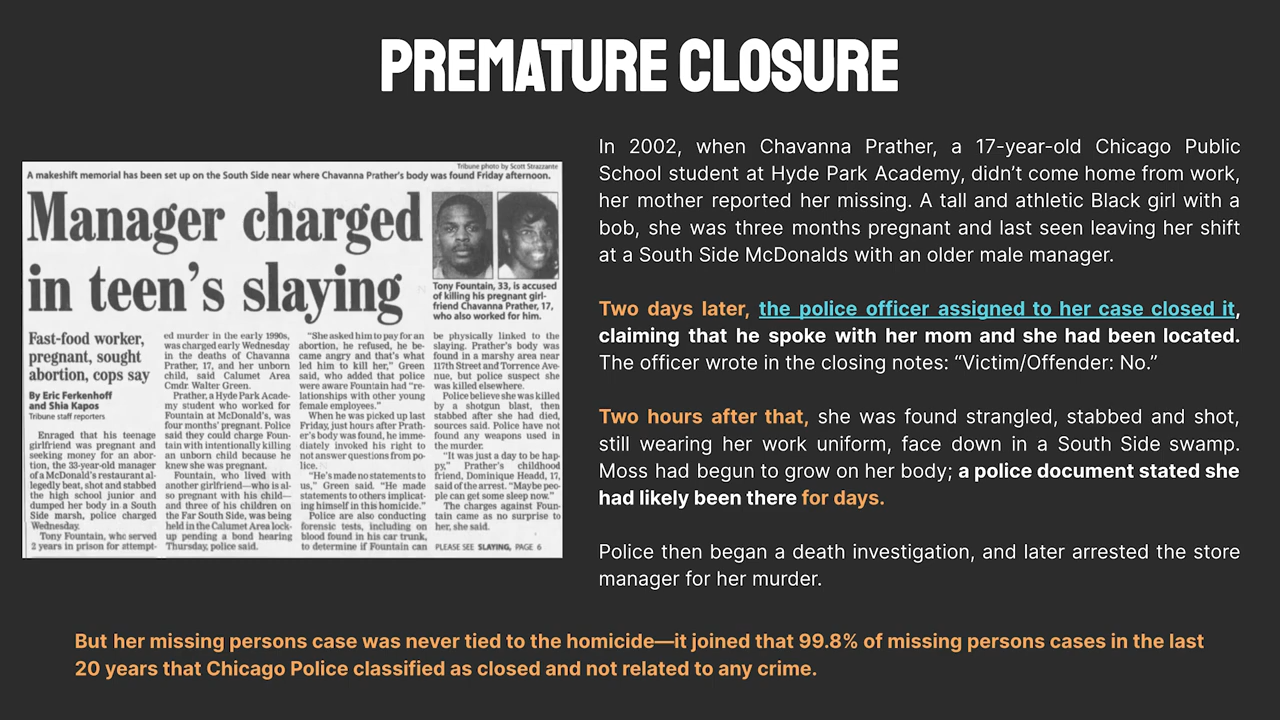 PREMATURE CLOSURE
Tribune photo by Scott Strazzante
A makeshift memorial has been set up on the South Side near where Chavanna Prather's body was found Friday afternoon.
Manager charged
in teen's slaying
Tony Fountain, 33, is accused
of killing his pregnant girl-
friend Chavanna Prather, 17,
who also worked for him.
Fast-food worker,
pregnant, sought
abortion, cops say
By Eric Ferkenhoff
and Shia Kapos
Tribune staff reporters
Enraged that his teenage
girlfriend was pregnant and
seeking money for an abor-
tion, the 33-year-old manager
of a McDonald's restaurant al-
legedly beat, shot and stabbed
the high school junior and
dumped her body in a South
Side marsh, police charged
Wednesday.
Tony Fountain, who served
2 years in prison for attempt-
ed murder in the early 1990s,
was charged early Wednesday
in the deaths of Chavanna
Prather, 17, and her unborn
child, said Calumet Area
Cmdr. Walter Green.
Prather, a Hyde Park Acade-
my student who worked for
Fountain at McDonald's, was
four months' pregnant. Police
said they could charge Foun-
tain with intentionally killing
an unborn child because he
knew she was pregnant.
Fountain, who lived with
another girlfriend—who is al-
so pregnant with his child—
and three of his children on
the Far South Side, was being
held in the Calumet Area lock-
up pending a bond hearing
Thursday, police said.
"She asked him to pay for an
abortion, he refused, he be-
came angry and that's what
led him to kill her," Green
said, who added that police
were aware Fountain had "re-
lationships with other young
female employees."
When he was picked up last
Friday, just hours after Prath-
er's body was found, he imme-
diately invoked his right to
not answer questions from po-
lice.
"He's made no statements to
us," Green said. "He made
statements to others implicat-
ing himself in this homicide."
Police are also conducting
forensic tests, including on
blood found in his car trunk,
to determine if Fountain can
be physically linked to the
slaying. Prather's body was
found in a marshy area near
117th Street and Torrence Ave-
nue, but police suspect she
was killed elsewhere.
Police believe she was killed
by a shotgun blast, then
stabbed after she had died,
sources said. Police have not
found any weapons used in
the murder.
"It was just a day to be hap-
py," Prather's childhood
friend, Dominique Headd, 17,
said of the arrest. "Maybe peo-
ple can get some sleep now."
The charges against Foun-
tain came as no surprise to
her, she said.
PLEASE SEE SLAYING, PAGE 6
In 2002, when Chavanna Prather, a 17-year-old Chicago Public
School student at Hyde Park Academy, didn't come home from work,
her mother reported her missing. A tall and athletic Black girl with a
bob, she was three months pregnant and last seen leaving her shift
at a South Side McDonalds with an older male manager.
Two days later, the police officer assigned to her case closed it,
claiming that he spoke with her mom and she had been located.
The officer wrote in the closing notes: "Victim/Offender: No."
Two hours after that, she was found strangled, stabbed and shot,
still wearing her work uniform, face down in a South Side swamp.
Moss had begun to grow on her body; a police document stated she
had likely been there for days.
Police then began a death investigation, and later arrested the store
manager for her murder.
But her missing persons case was never tied to the homicide—it joined that 99.8% of missing persons cases in the last
20 years that Chicago Police classified as closed and not related to any crime.